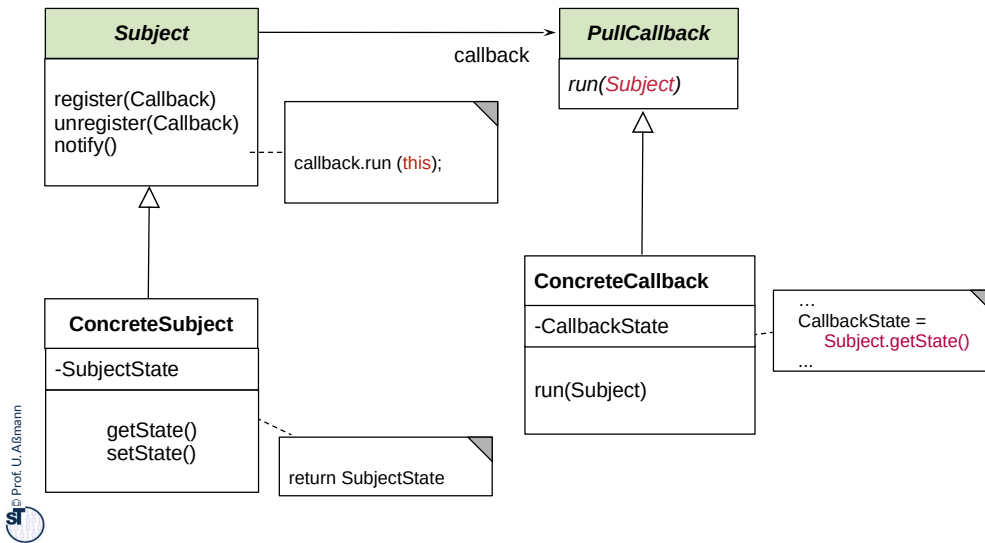 Subject
register(Callback)
unregister(Callback)
notify()
callback
PullCallback
run(Subject)
callback.run (this);
ConcreteSubject
-SubjectState
getState()
setState()
return SubjectState
ConcreteCallback
-CallbackState
run(Subject)
...
CallbackState =
Subject.getState()
...
© Prof. U. Aßmann
ST